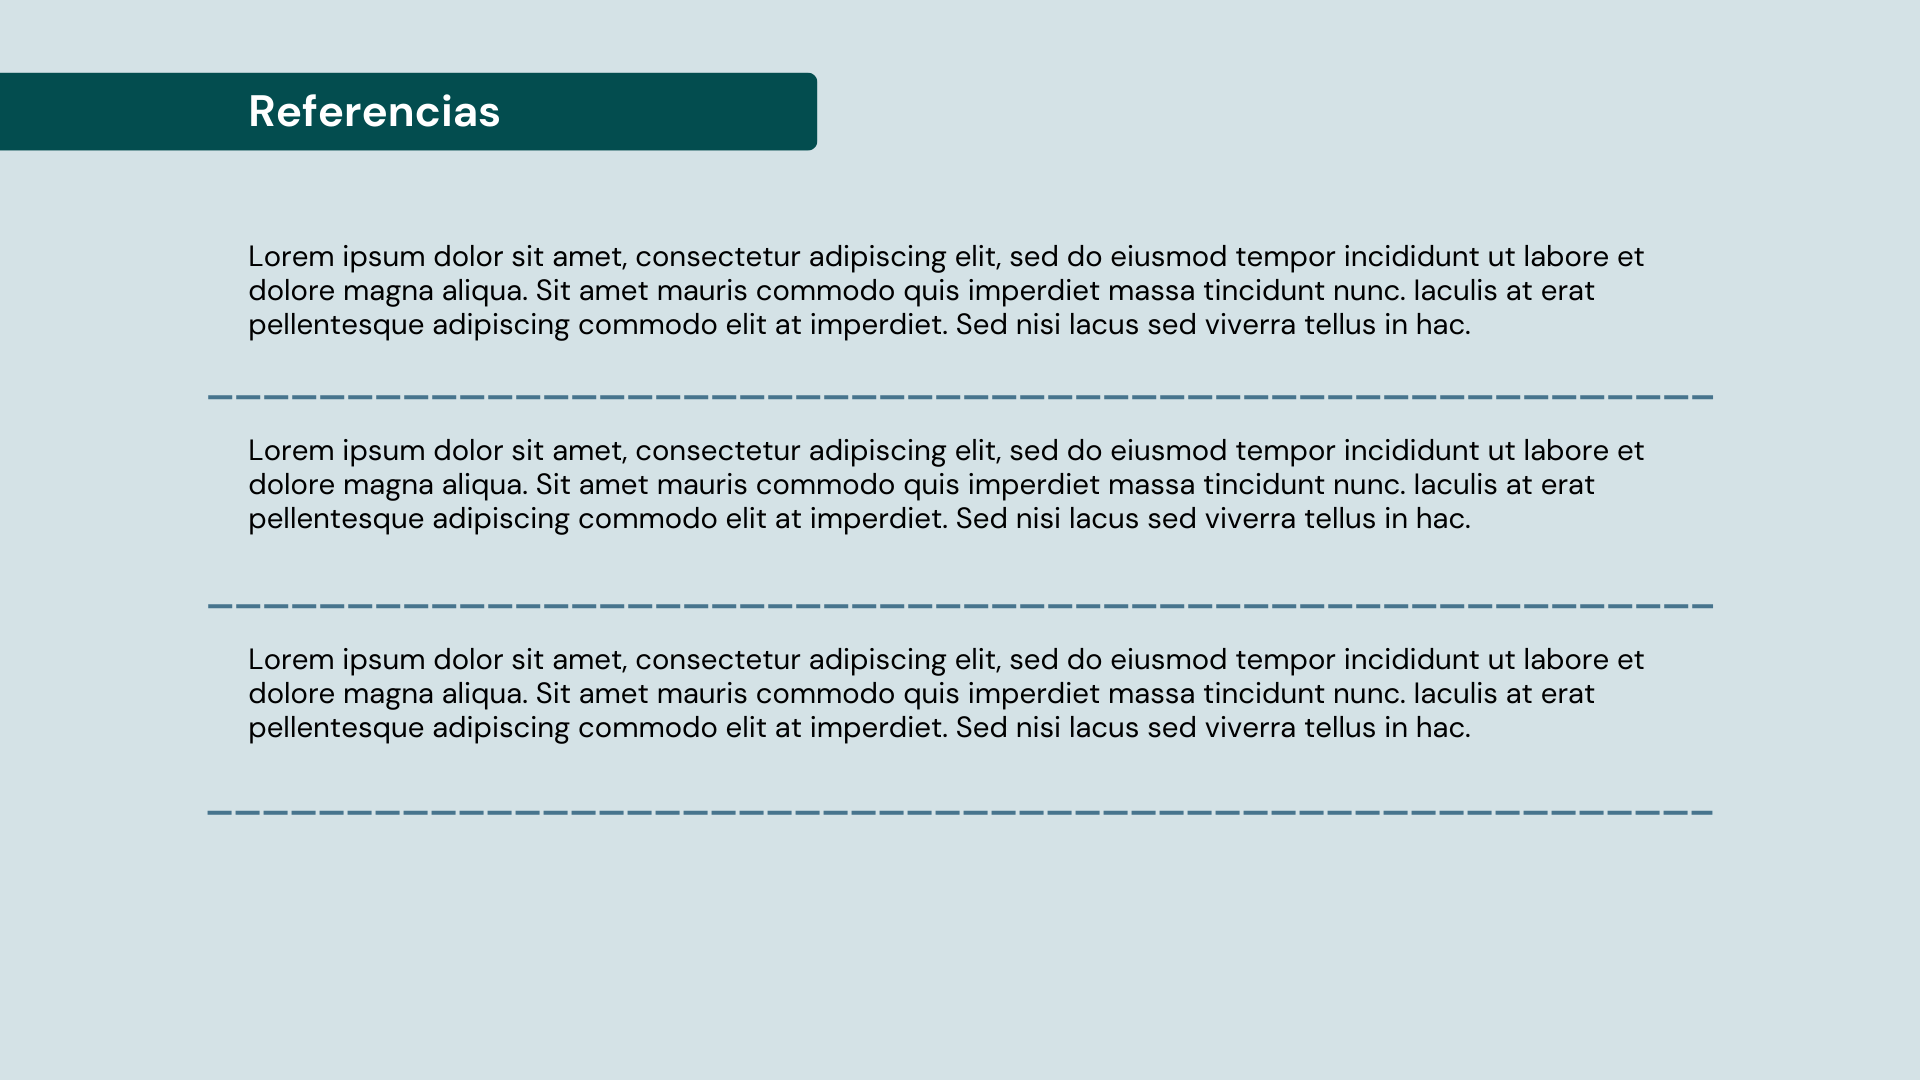 Referencias
Lorem ipsum dolor sit amet, consectetur adipiscing elit, sed do eiusmod tempor incididunt ut labore et
dolore magna aliqua. Sit amet mauris commodo quis imperdiet massa tincidunt nunc. Iaculis at erat
pellentesque adipiscing commodo elit at imperdiet. Sed nisi lacus sed viverra tellus in hac.
Lorem ipsum dolor sit amet, consectetur adipiscing elit, sed do eiusmod tempor incididunt ut labore et
dolore magna aliqua. Sit amet mauris commodo quis imperdiet massa tincidunt nunc. Iaculis at erat
pellentesque adipiscing commodo elit at imperdiet. Sed nisi lacus sed viverra tellus in hac.
Lorem ipsum dolor sit amet, consectetur adipiscing elit, sed do eiusmod tempor incididunt ut labore et
dolore magna aliqua. Sit amet mauris commodo quis imperdiet massa tincidunt nunc. Iaculis at erat
pellentesque adipiscing commodo elit at imperdiet. Sed nisi lacus sed viverra tellus in hac.